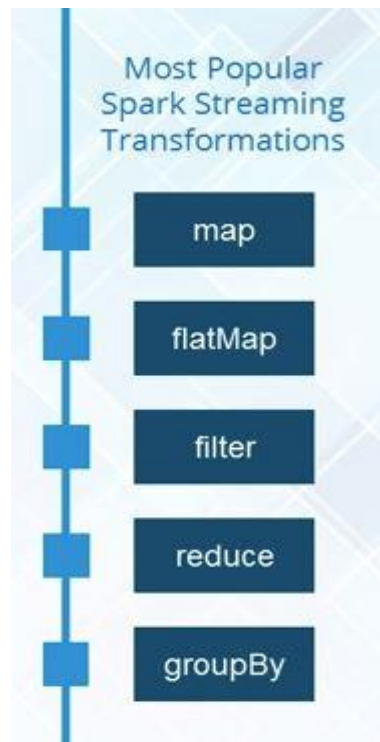 Most Popular
Spark Streaming
Transformations
map
flatMap
filter
reduce
groupBy